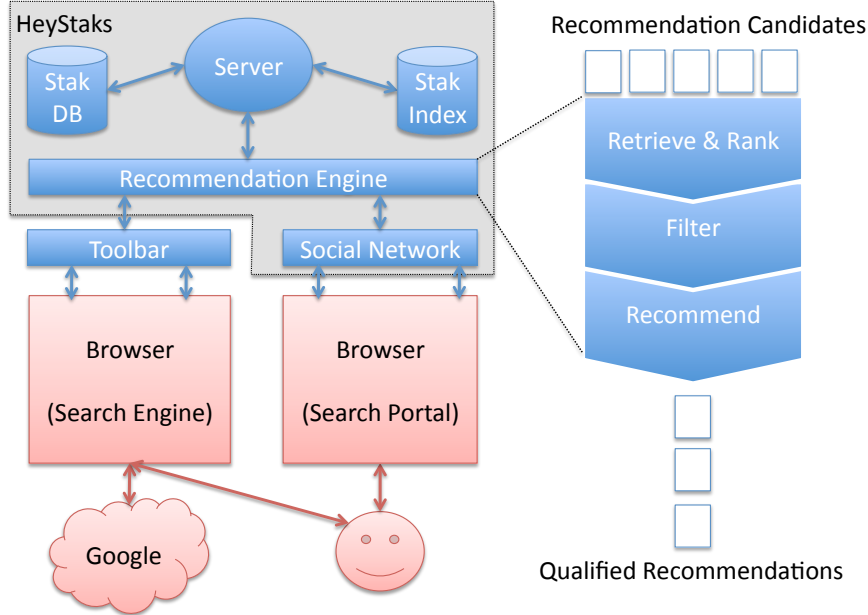 HeyStaks
Server
Stak
DB
Stak
Index
Recommendation Engine
Toolbar
Social Network
Browser
(Search Engine)
Browser
(Search Portal)
Google
Recommendation Candidates
Retrieve & Rank
Filter
Recommend
Qualified Recommendations